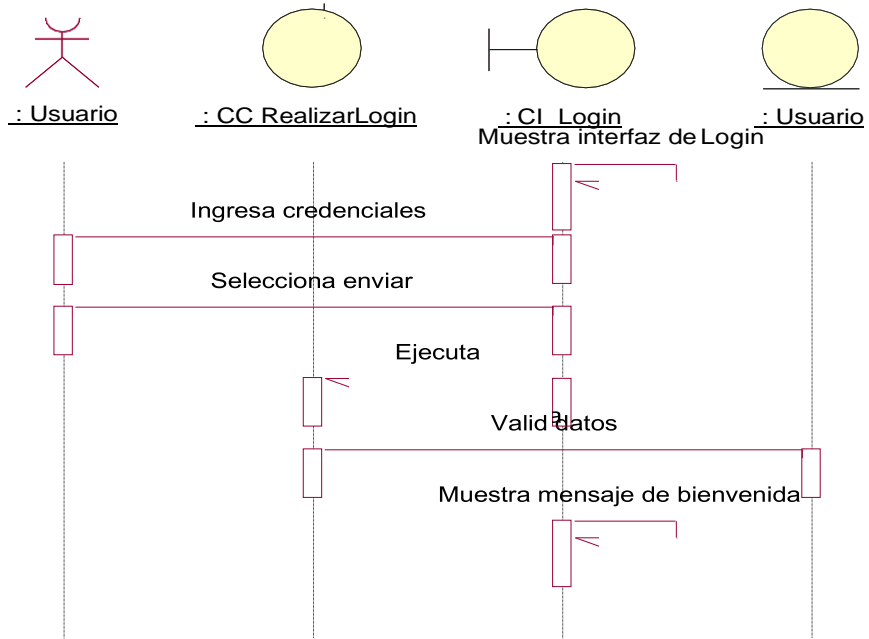 : Usuario
: CC RealizarLogin
: CI_Login
: Usuario
Muestra interfaz de Login
Ingresa credenciales
Selecciona enviar
Ejecuta
Valida datos
Muestra mensaje de bienvenida